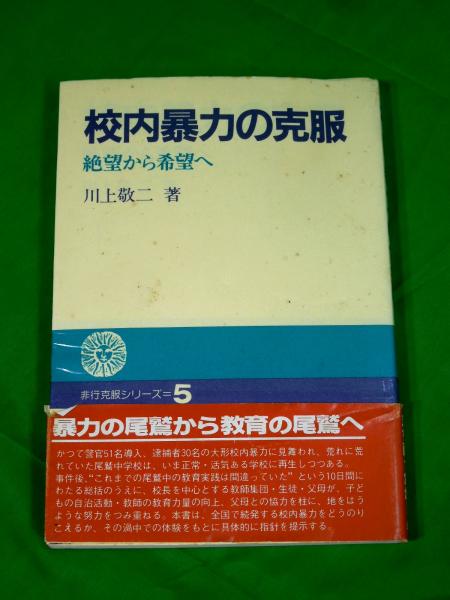 校内暴力の克服
絶望から希望へ
川上敬二 著
非行克服シリーズ=5
暴力の尾鷲から教育の尾鷲へ
かつて警官51名導入、逮捕者30名の大形校内暴力に見離われ、荒れに荒
れていた尾鷲中学校は、いま正常・活気ある学校に再生しつつある。
事件後、“これまでの尾鷲中の教育実践は間違っていた”という10日間に
わたる総括のうえに、校長を中心とする教師集団・生徒・父母が、子ど
もの自治活動・教師の教育力量の向上、父母との協力を柱に、地をはう
ような努力をつみ重ねる。本書は、全国で続発する校内暴力をどうのり
こえるか、その渦中での体験をもとに具体的に指針を提示する。